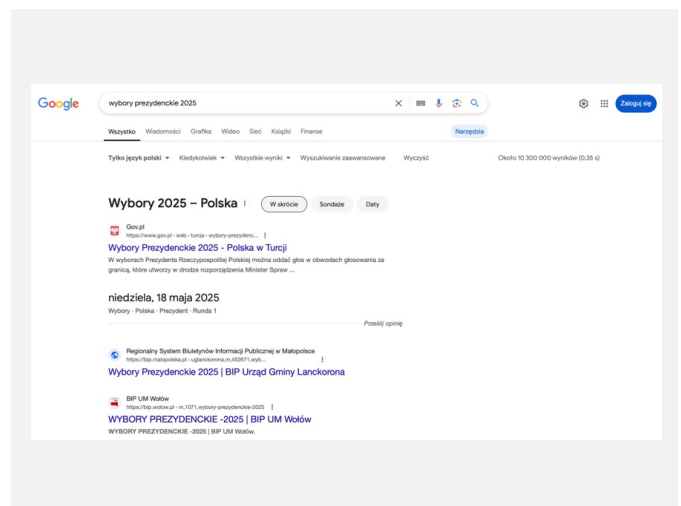 Google
wybory prezydenckie 2025
Zaloguj się
Wszystko Wiadomości Grafika Wideo Sieć Książki Finanse
Narzędzia
Tylko język polski Kiedykolwiek Wszystkie wyniki Wyszukiwanie zaawansowane Wyczyść
Około 10 300 000 wyników (0,35 s)
Wybory 2025 – Polska
W skrócie Sondaże Daty
Gov.pl
https://www.gov.pl › web › turcja › wybory-prezydenc...
Wybory Prezydenckie 2025 - Polska w Turcji
W wyborach Prezydenta Rzeczypospolitej Polskiej można oddać głos w obwodach głosowania za
granicą, które utworzy w drodze rozporządzenia Minister Spraw ...
niedziela, 18 maja 2025
Wybory · Polska · Prezydent · Runda 1
Prześlij opinię
Regionalny System Biuletynów Informacji Publicznej w Małopolsce
https://bip.malopolska.pl › uglanckorona,m,452671,wyb...
Wybory Prezydenckie 2025 | BIP Urząd Gminy Lanckorona
BIP UM Wołów
https://bip.wolow.pl › m,1071,wybory-prezydenckie-2025
WYBORY PREZYDENCKIE -2025 | BIP UM Wołów
WYBORY PREZYDENCKIE -2025 | BIP UM Wołów.